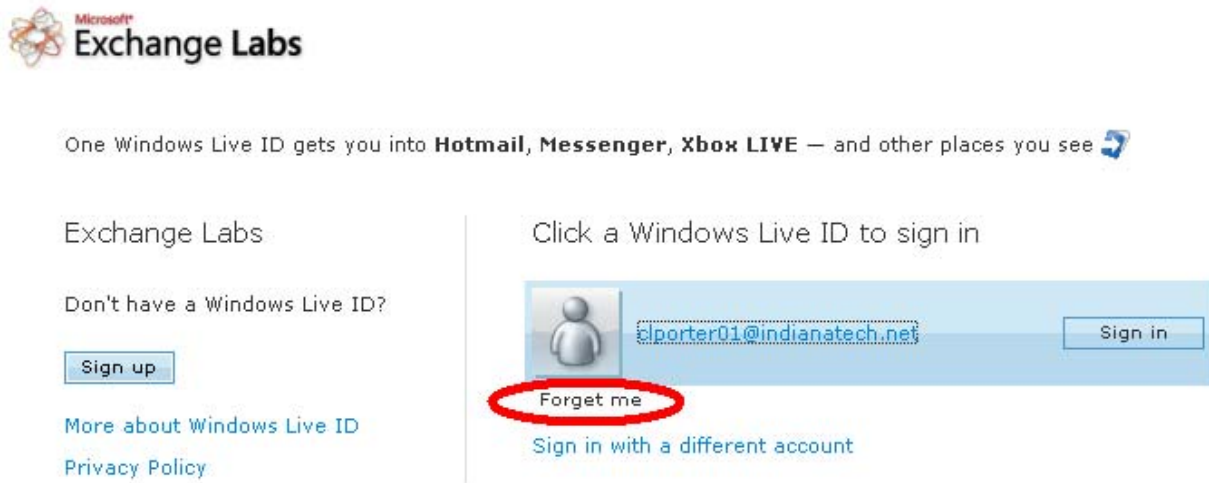 Microsoft®
Exchange Labs
One Windows Live ID gets you into Hotmail, Messenger, Xbox LIVE — and other places you see
Exchange Labs
Don't have a Windows Live ID?
Sign up
More about Windows Live ID
Privacy Policy
Click a Windows Live ID to sign in
clporter01@indianatech.net
Sign in
Forget me
Sign in with a different account